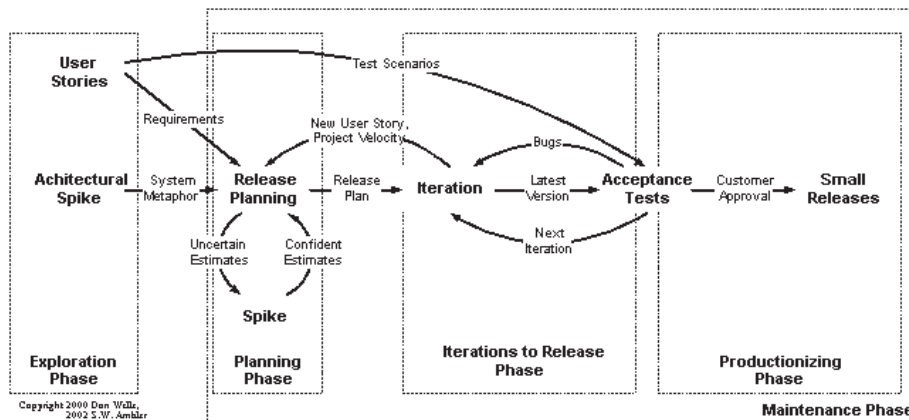 User
Stories
Test Scenarios
Requirements
New User Story,
Project Velocity
Bugs
Achitectural
Spike
System
Metaphor
Release
Planning
Release
Plan
Iteration
Latest
Version
Acceptance
Tests
Customer
Approval
Small
Releases
Next
Iteration
Uncertain
Estimates
Confident
Estimates
Spike
Exploration
Phase
Planning
Phase
Iterations to Release
Phase
Productionizing
Phase
Copyright 2000 Don Wells,
2002 S.W. Ambler
Maintenance Phase